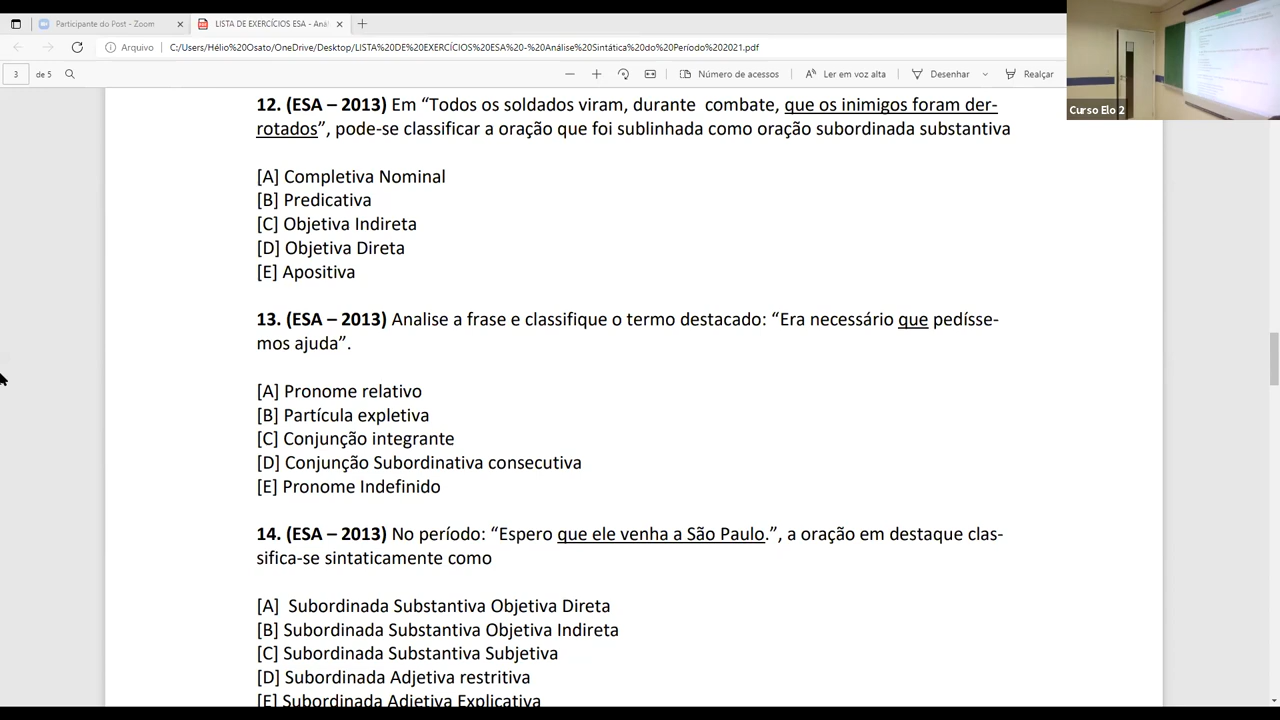 Participante do Post - Zoom
LISTA DE EXERCÍCIOS ESA - Aná
Arquivo
C:/Users/Hélio%20Osato/OneDrive/Desktop/LISTA%20DE%20EXERCÍCIOS%20ESA%20-%20Análise%20Sintática%20do%20Período%202021.pdf
3 de 5
Número de acessos
Ler em voz alta
Desenhar
Realçar
Curso Elo 2
12. (ESA – 2013) Em “Todos os soldados viram, durante combate, que os inimigos foram der-
rotados”, pode-se classificar a oração que foi sublinhada como oração subordinada substantiva
[A] Completiva Nominal
[B] Predicativa
[C] Objetiva Indireta
[D] Objetiva Direta
[E] Apositiva
13. (ESA – 2013) Analise a frase e classifique o termo destacado: “Era necessário que pedísse-
mos ajuda”.
[A] Pronome relativo
[B] Partícula expletiva
[C] Conjunção integrante
[D] Conjunção Subordinativa consecutiva
[E] Pronome Indefinido
14. (ESA – 2013) No período: “Espero que ele venha a São Paulo.”, a oração em destaque clas-
sifica-se sintaticamente como
[A] Subordinada Substantiva Objetiva Direta
[B] Subordinada Substantiva Objetiva Indireta
[C] Subordinada Substantiva Subjetiva
[D] Subordinada Adjetiva restritiva
[E] Subordinada Adjetiva Explicativa